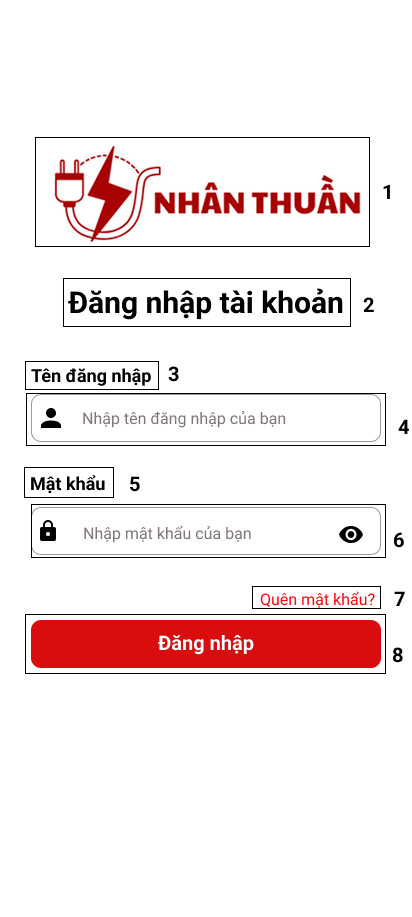 NHÂN THUẦN 1
Đăng nhập tài khoản 2
Tên đăng nhập 3
Nhập tên đăng nhập của bạn 4
Mật khẩu 5
Nhập mật khẩu của bạn 6
Quên mật khẩu? 7
Đăng nhập 8